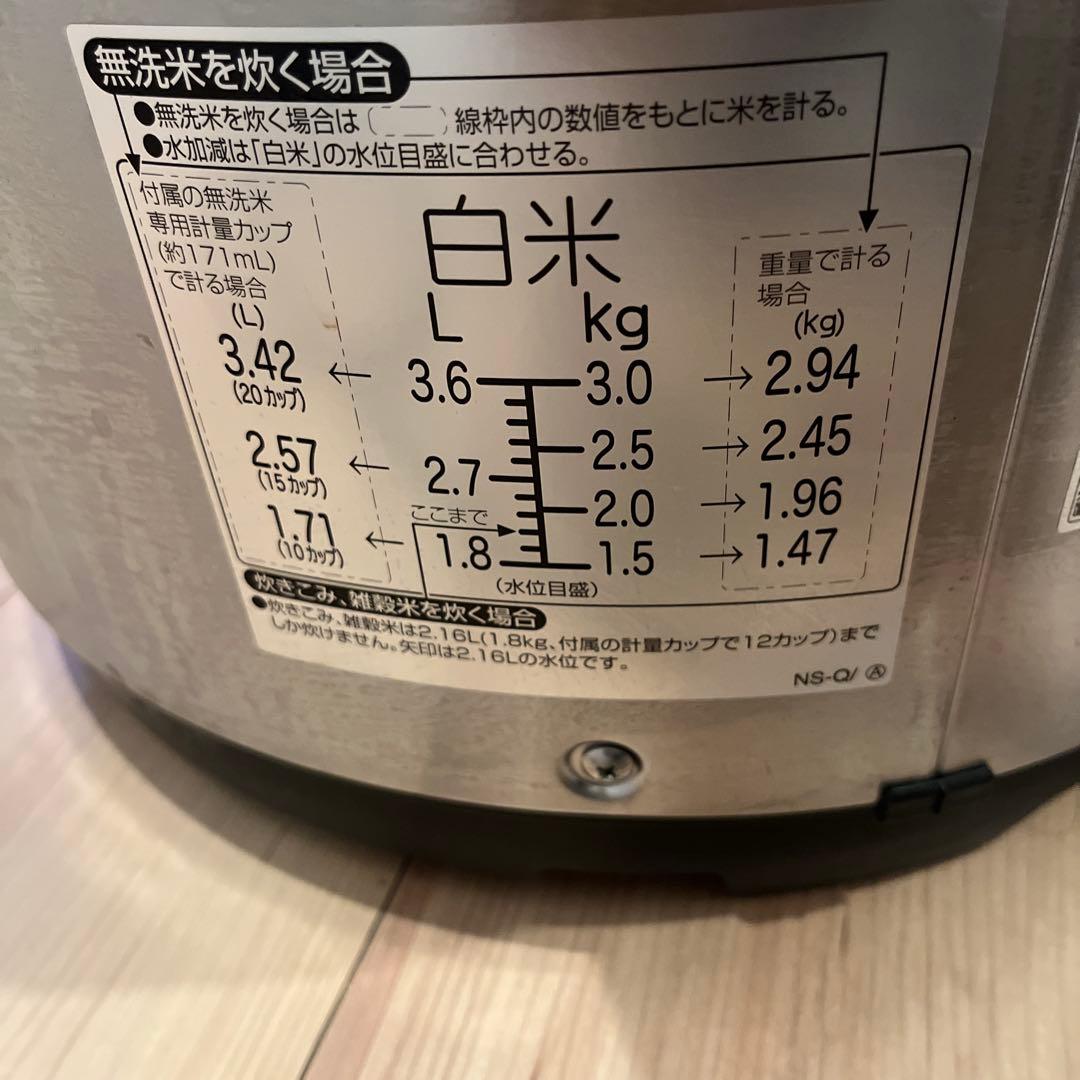 無洗米を炊く場合
●無洗米を炊く場合は( )線枠内の数値をもとに米を計る。
●水加減は「白米」の水位目盛に合わせる。
付属の無洗米
専用計量カップ
(約171mL)
で計る場合
(L)
3.42
(20カップ)
2.57
(15カップ)
1.71
(10カップ)
白米
L kg
3.6 3.0
2.5
2.7
2.0
ここまで
1.8 1.5
(水位目盛)
重量で計る
場合
(kg)
→2.94
→2.45
→1.96
→1.47
炊きこみ、雑穀米を炊く場合
●炊きこみ、雑穀米は2.16L(1.8kg、付属の計量カップで12カップ)まで
しか炊けません。矢印は2.16Lの水位です。
NS-Q/ Ⓐ